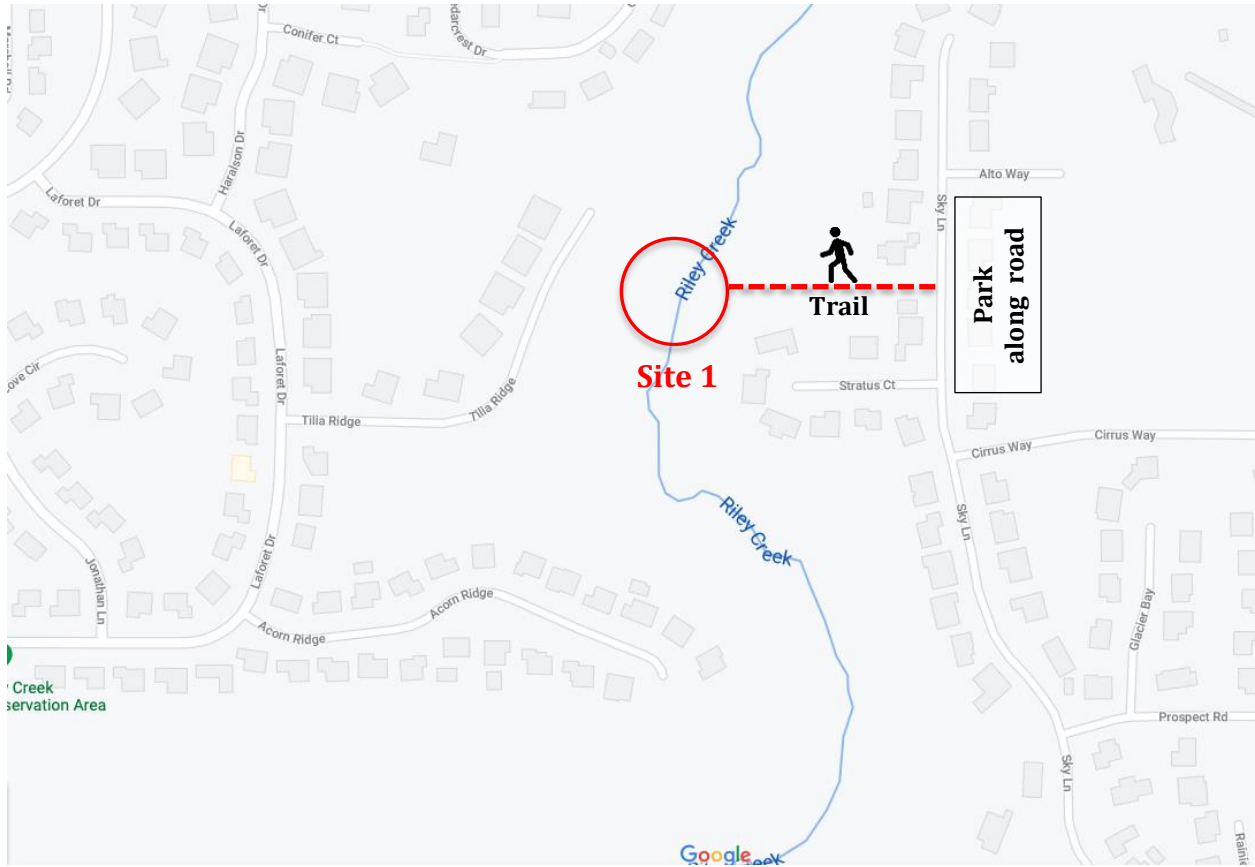 Conifer Ct
Laforet Dr
Haralson Dr
Laforet Dr
Alto Way
Sky Ln
Riley Creek
Park
along road
Trail
Site 1
Laforet Dr
Tilia Ridge
Tilia Ridge
Stratus Ct
Cirrus Way
Cirrus Way
Riley Creek
Sky Ln
Laforet Dr
Jonathan Ln
Acorn Ridge
Acorn Ridge
Glacier Bay
Creek
Prospect Rd
Sky Ln
Google